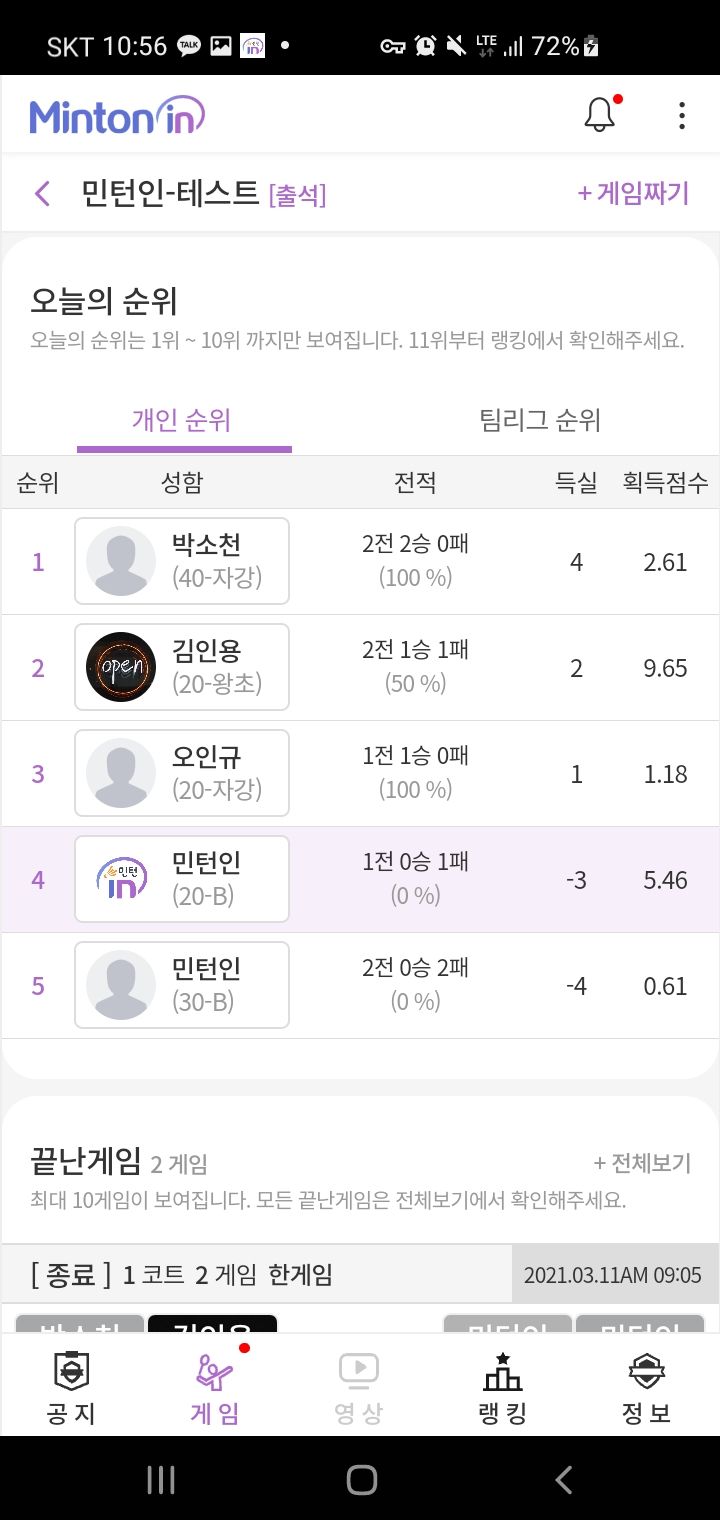 SKT 10:56 TALK LTE 72%
Minton in
민턴인-테스트 [출석] + 게임짜기
오늘의 순위
오늘의 순위는 1위 ~ 10위 까지만 보여집니다. 11위부터 랭킹에서 확인해주세요.
개인 순위 팀리그 순위
순위 성함 전적 득실 획득점수
1 박소천 (40-자강) 2전 2승 0패 (100 %) 4 2.61
2 open 김인용 (20-왕초) 2전 1승 1패 (50 %) 2 9.65
3 오인규 (20-자강) 1전 1승 0패 (100 %) 1 1.18
4 민턴 in 민턴인 (20-B) 1전 0승 1패 (0 %) -3 5.46
5 민턴인 (30-B) 2전 0승 2패 (0 %) -4 0.61
끝난게임 2 게임 + 전체보기
최대 10게임이 보여집니다. 모든 끝난게임은 전체보기에서 확인해주세요.
[ 종료 ] 1 코트 2 게임 한게임 2021.03.11AM 09:05
공지 게임 영상 랭킹 정보